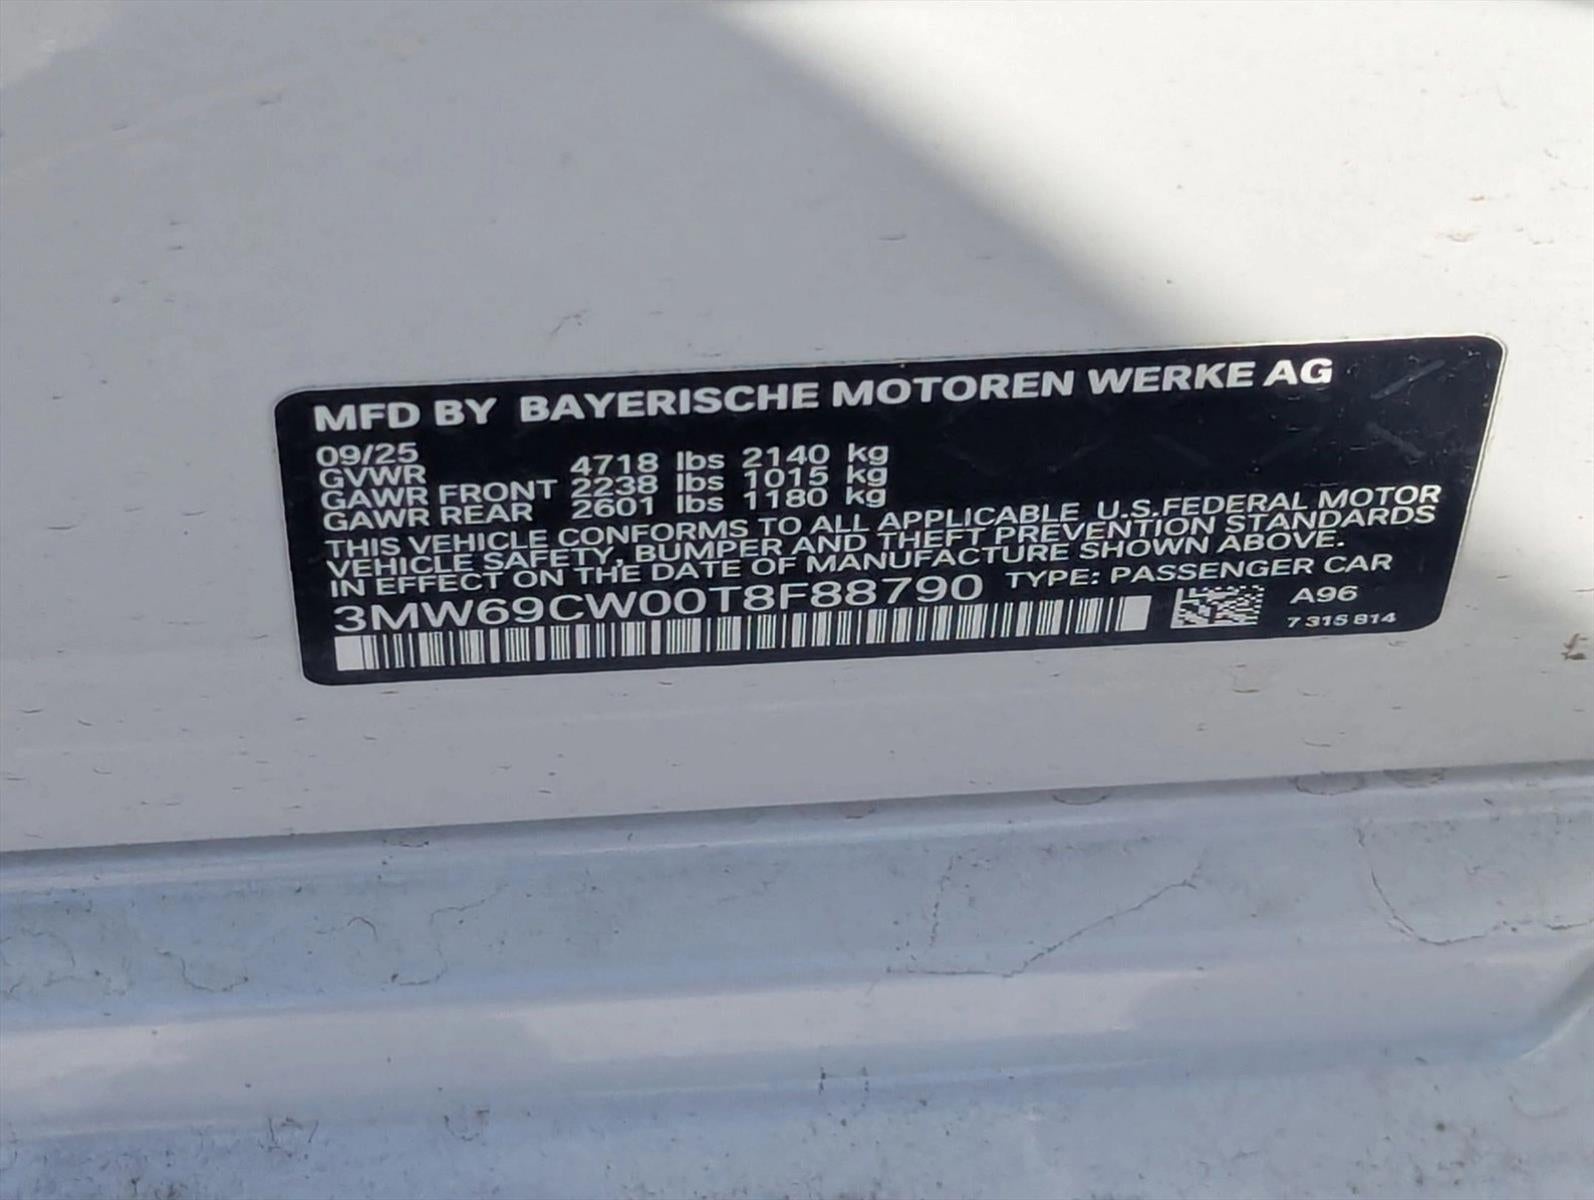 MFD BY BAYERISCHE MOTOREN WERKE AG
09/25
GVWR 4718 lbs 2140 kg
GAWR FRONT 2238 lbs 1015 kg
GAWR REAR 2601 lbs 1180 kg
THIS VEHICLE CONFORMS TO ALL APPLICABLE U.S.FEDERAL MOTOR
VEHICLE SAFETY, BUMPER AND THEFT PREVENTION STANDARDS
IN EFFECT ON THE DATE OF MANUFACTURE SHOWN ABOVE.
3MW69CW00T8F88790 TYPE: PASSENGER CAR
A96
7 315 814